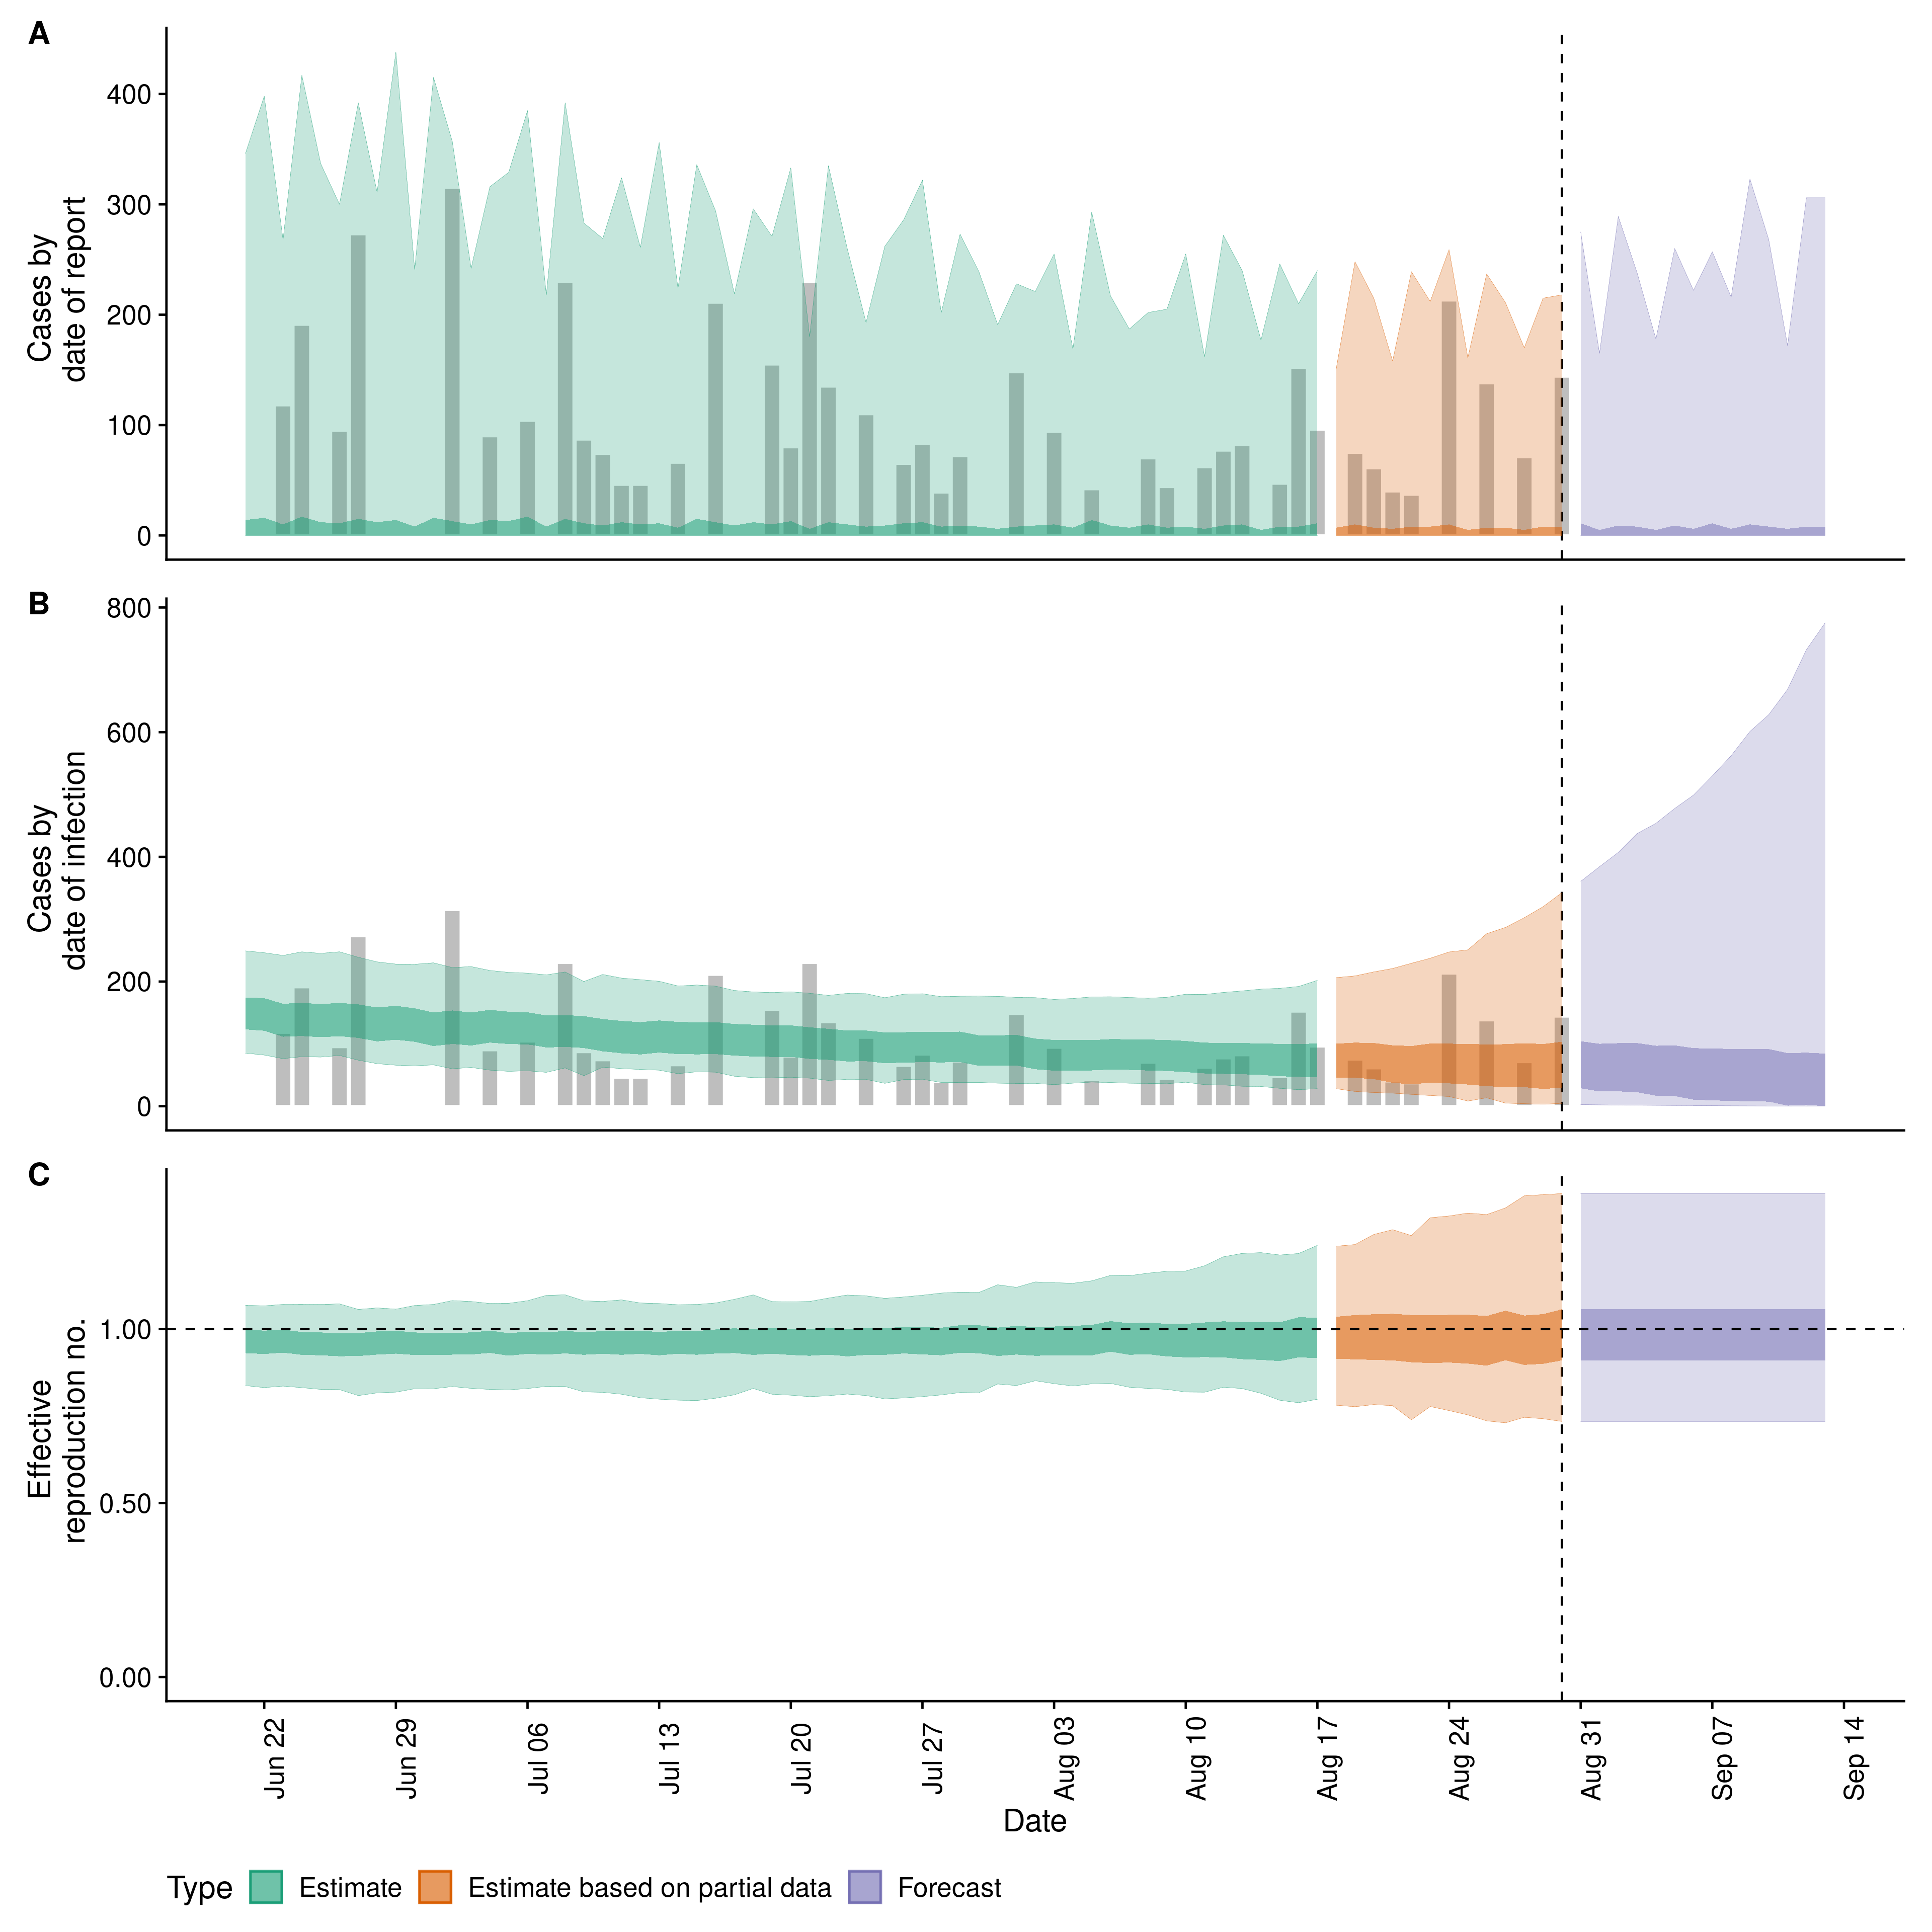 A
Cases by
date of report
400
300
200
100
0
B
Cases by
date of infection
800
600
400
200
0
C
Effective
reproduction no.
1.00
0.50
0.00
Jun 22
Jun 29
Jul 06
Jul 13
Jul 20
Jul 27
Aug 03
Aug 10
Aug 17
Aug 24
Aug 31
Sep 07
Sep 14
Date
Type Estimate Estimate based on partial data Forecast